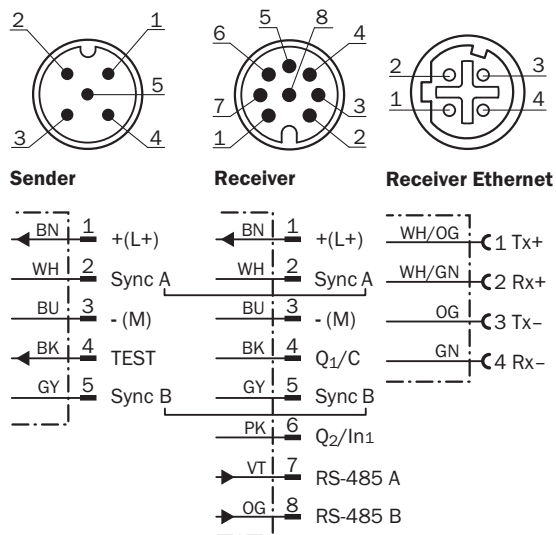 2 1 5 3 4
5 8 6 4 7 3 1 2
2 3 1 4
Sender
BN 1 +(L+)
WH 2 Sync A
BU 3 - (M)
BK 4 TEST
GY 5 Sync B
Receiver
BN 1 +(L+)
WH 2 Sync A
BU 3 - (M)
BK 4 Q1/C
GY 5 Sync B
PK 6 Q2/In1
VT 7 RS-485 A
OG 8 RS-485 B
Receiver Ethernet
WH/OG 1 Tx+
WH/GN 2 Rx+
OG 3 Tx–
GN 4 Rx–